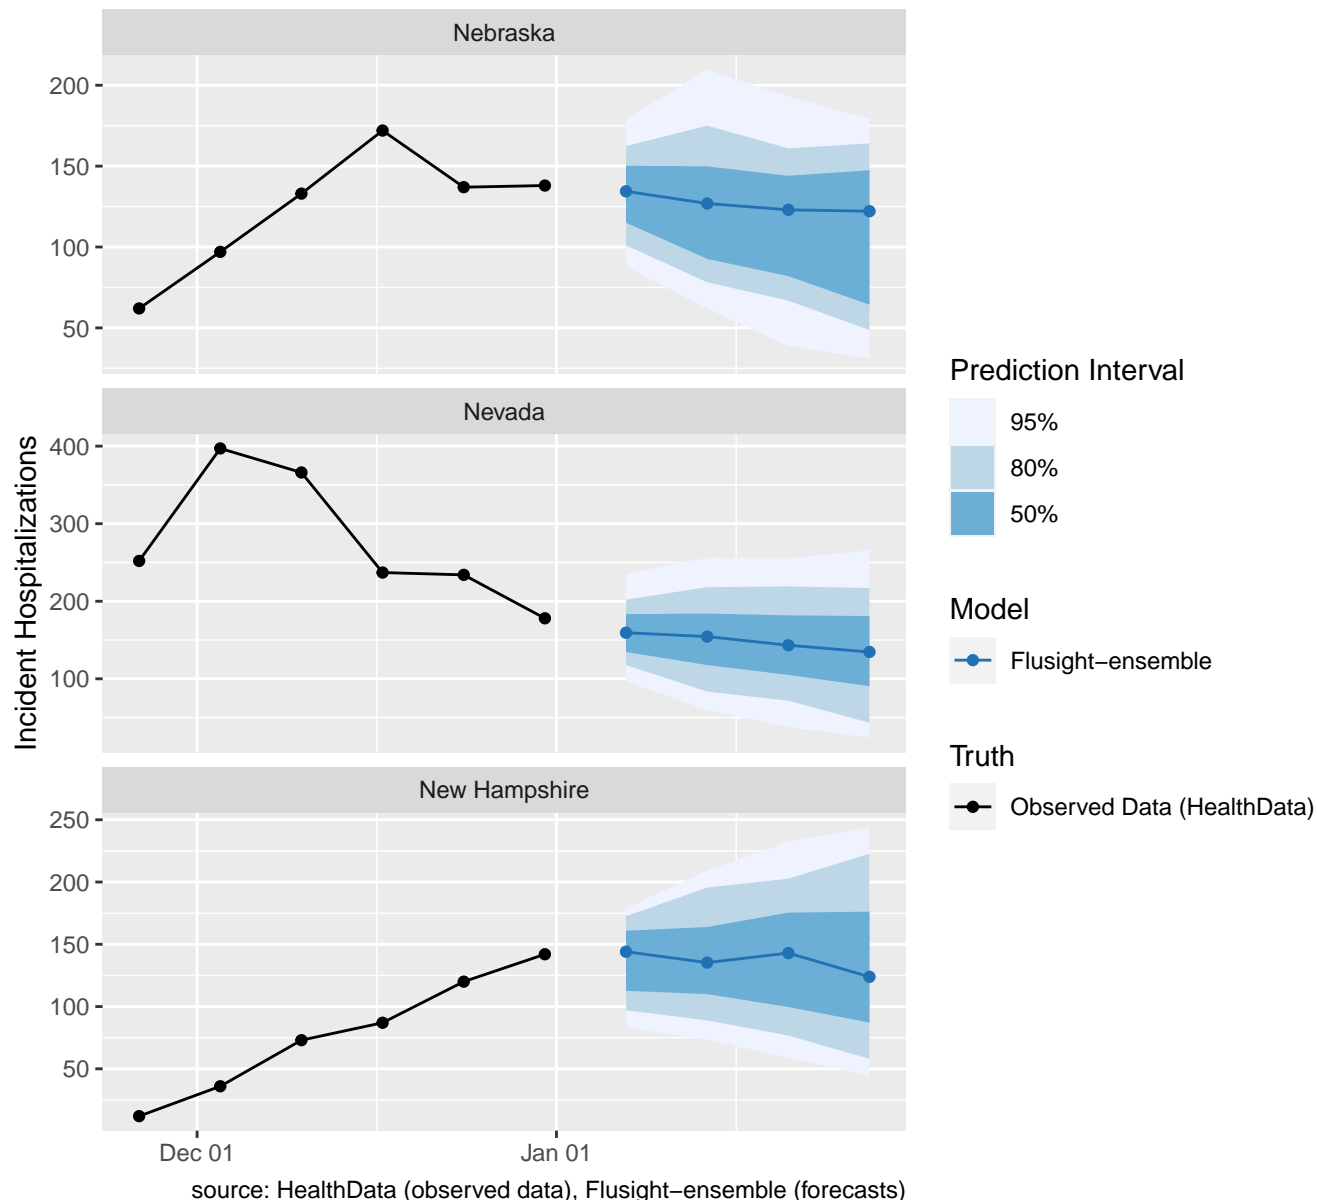 Nebraska
200
150
100
50
Nevada
400
300
200
100
New Hampshire
250
200
150
100
50
Dec 01
Jan 01
Incident Hospitalizations
source: HealthData (observed data), Flusight−ensemble (forecasts)
Prediction Interval
95%
80%
50%
Model
Flusight−ensemble
Truth
Observed Data (HealthData)